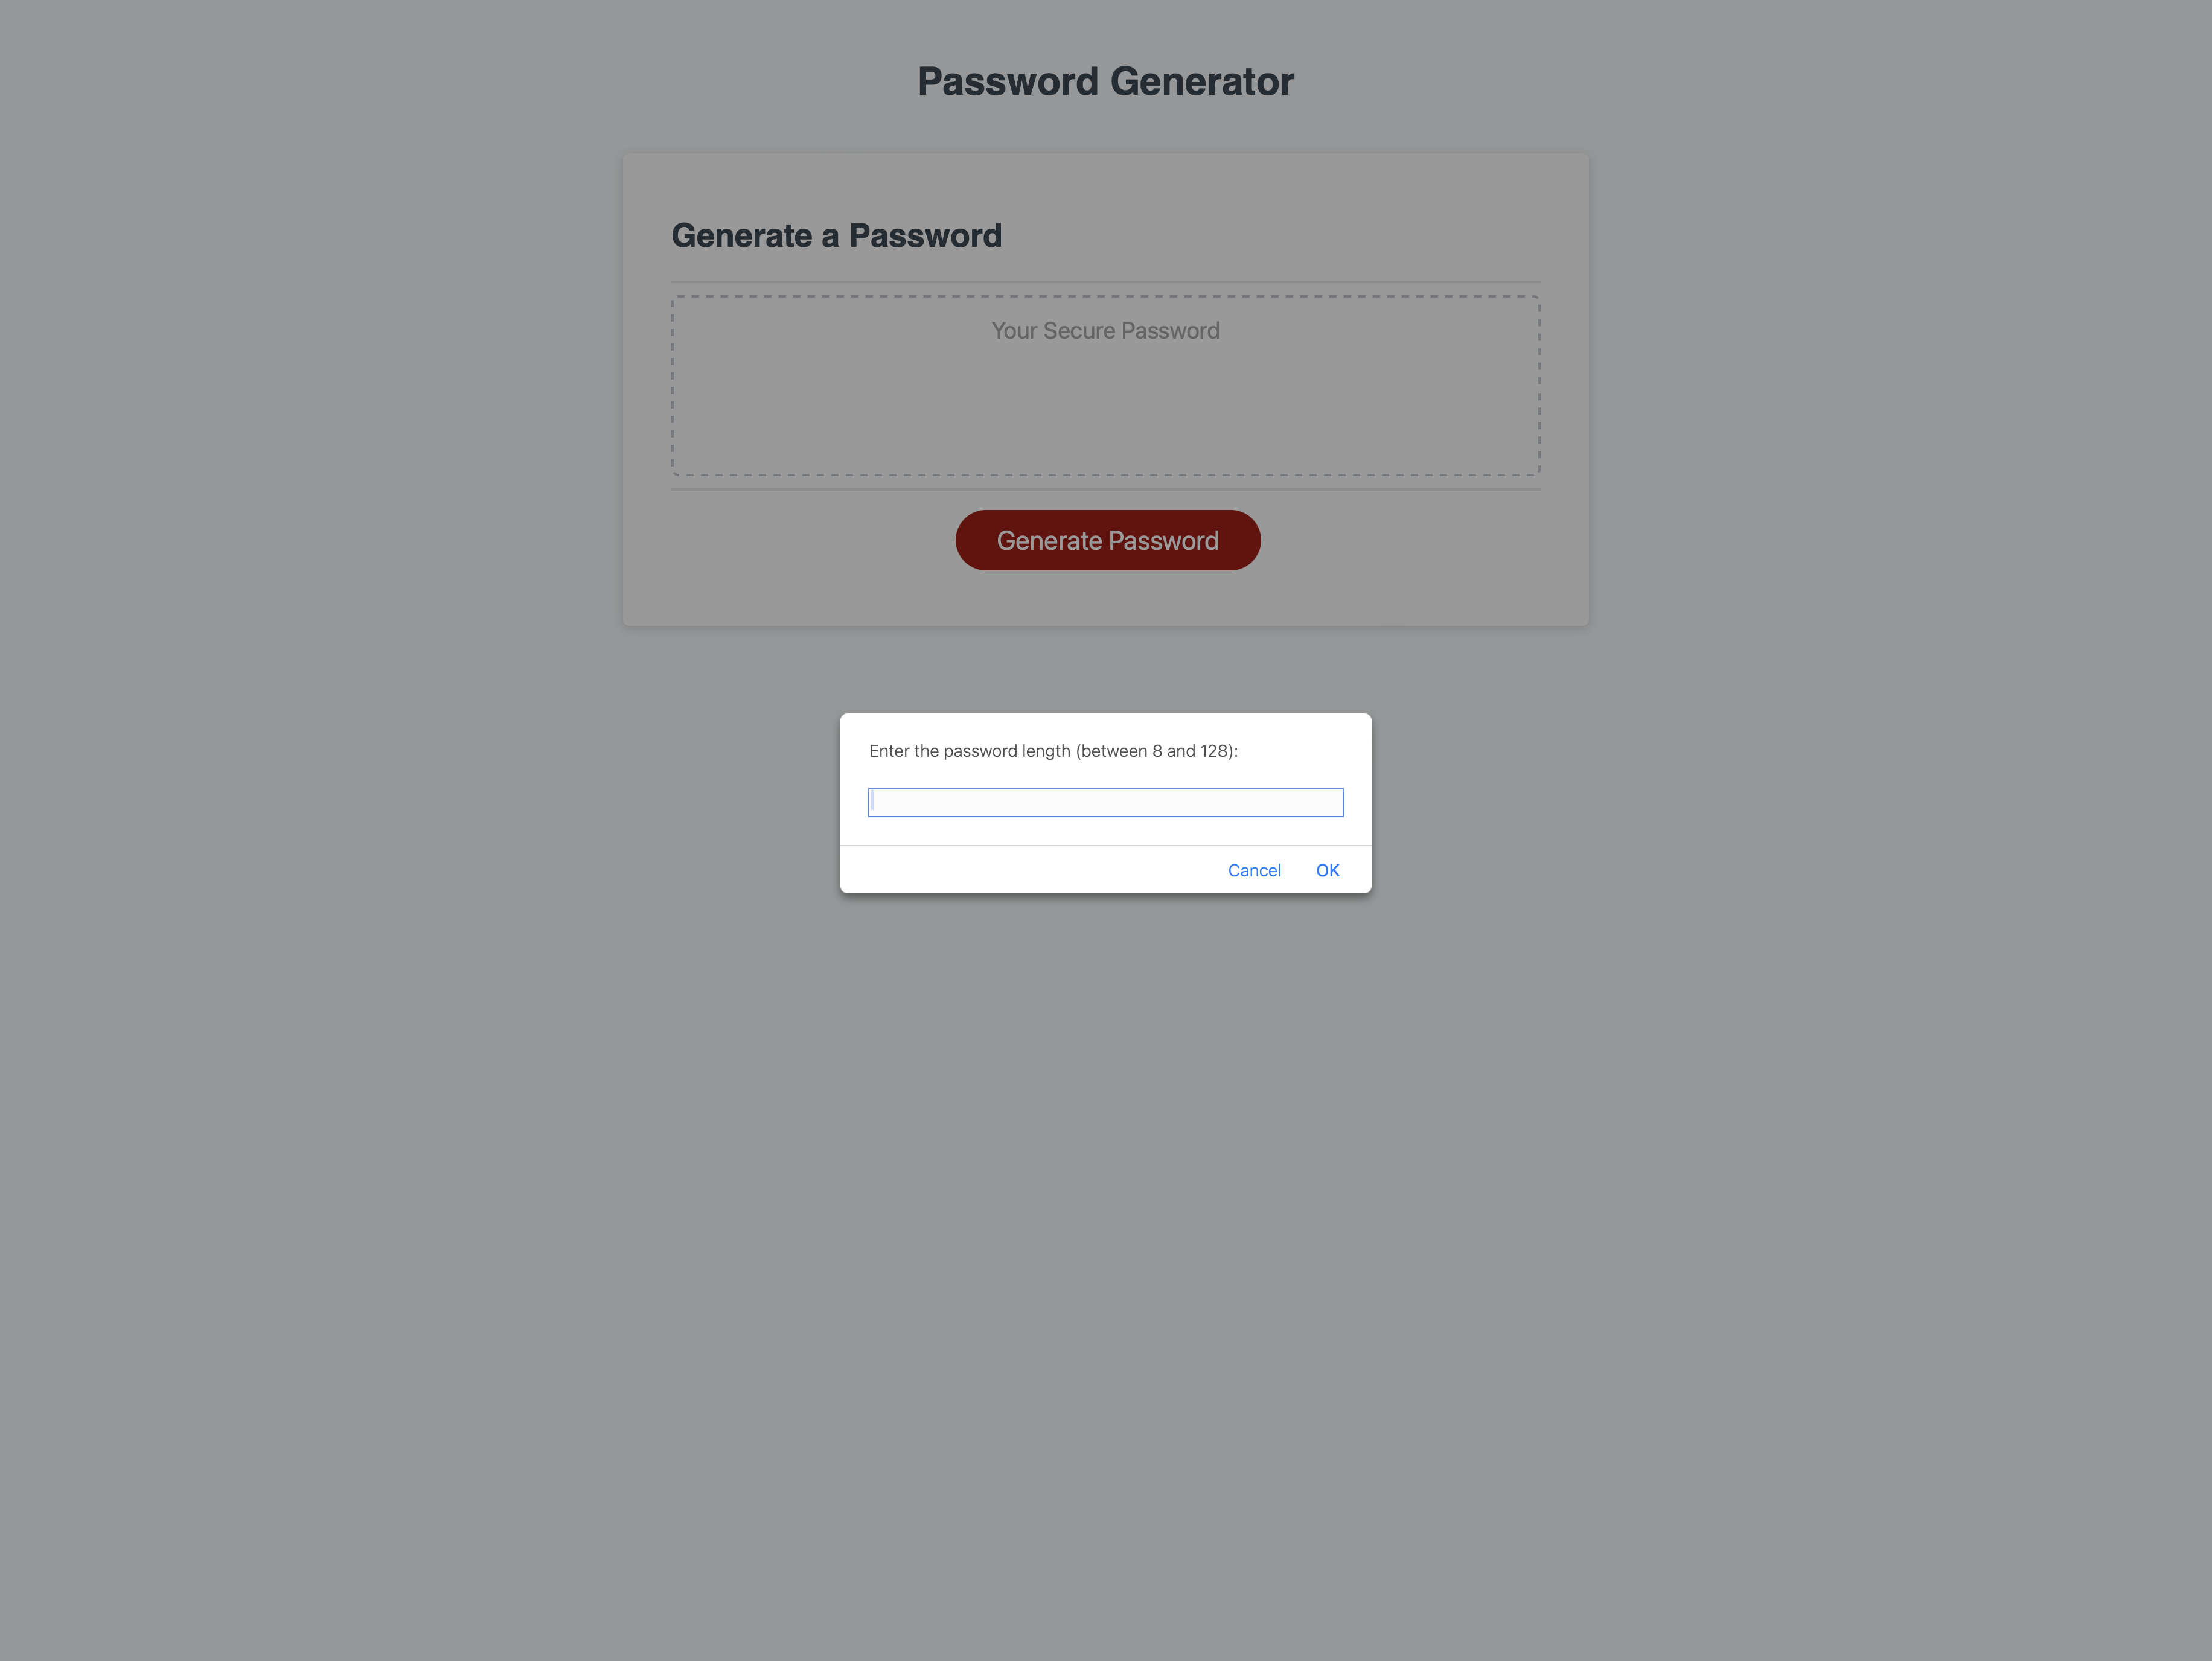 Password Generator
Generate a Password
Your Secure Password
Generate Password
Enter the password length (between 8 and 128):
Cancel OK